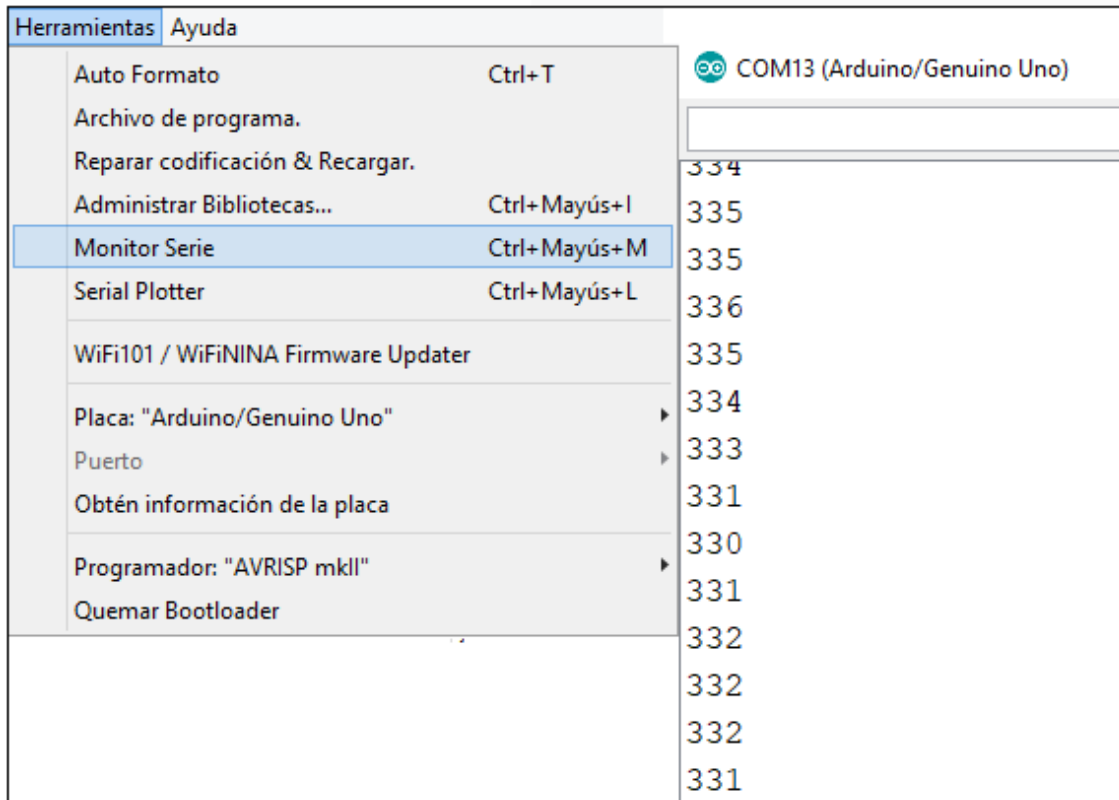 Herramientas Ayuda
Auto Formato Ctrl+T
Archivo de programa.
Reparar codificación & Recargar.
Administrar Bibliotecas... Ctrl+Mayús+I
Monitor Serie Ctrl+Mayús+M
Serial Plotter Ctrl+Mayús+L
WiFi101 / WiFiNINA Firmware Updater
Placa: "Arduino/Genuino Uno"
Puerto
Obtén información de la placa
Programador: "AVRISP mkII"
Quemar Bootloader
COM13 (Arduino/Genuino Uno)
334
335
335
336
335
334
333
331
330
331
332
332
332
331